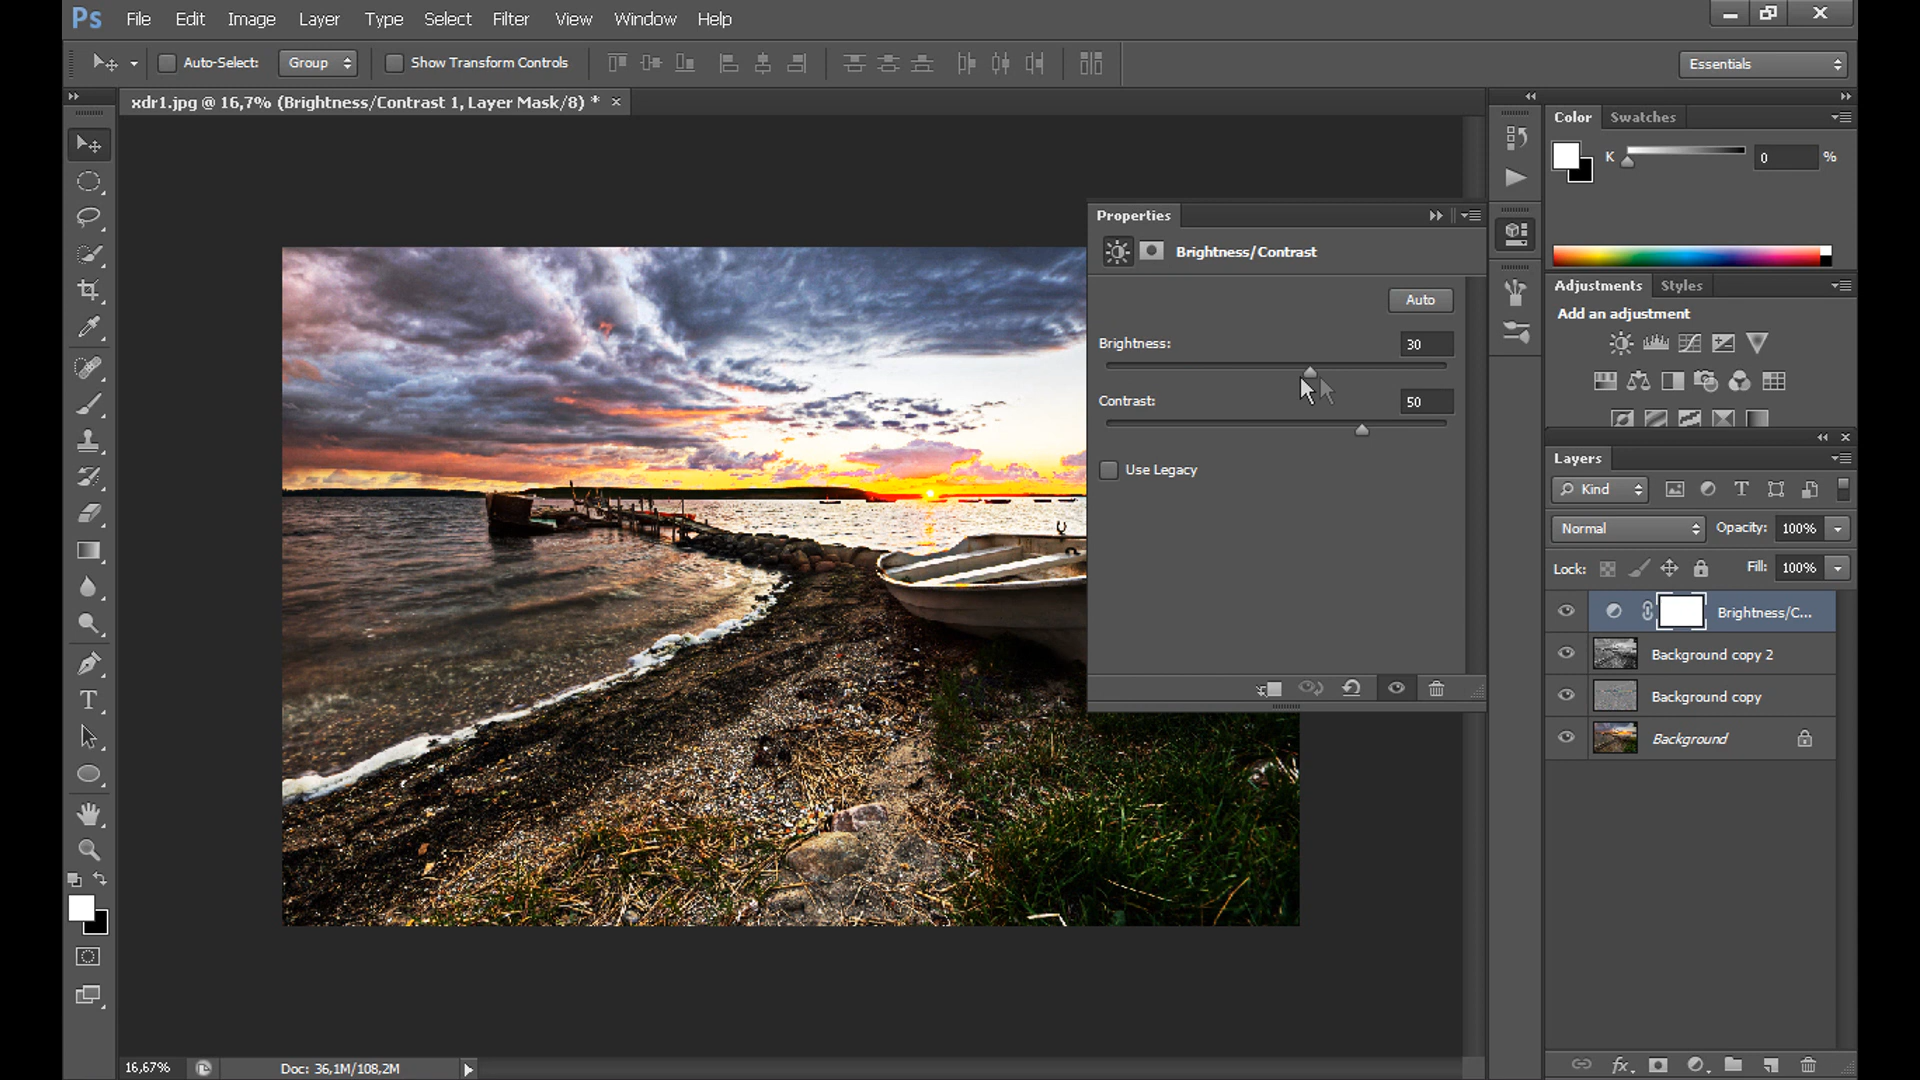 Ps File Edit Image Layer Type Select Filter View Window Help
Auto-Select: Group Show Transform Controls Essentials
xdr1.jpg @ 16,7% (Brightness/Contrast 1, Layer Mask/8) * ×
Color Swatches
K 0 %
Properties
Brightness/Contrast
Auto
Brightness: 30
Contrast: 50
Use Legacy
Adjustments Styles
Add an adjustment
Layers
Kind
Normal Opacity: 100%
Lock: Fill: 100%
Brightness/C...
Background copy 2
Background copy
Background
16,67% Doc: 36,1M/108,2M